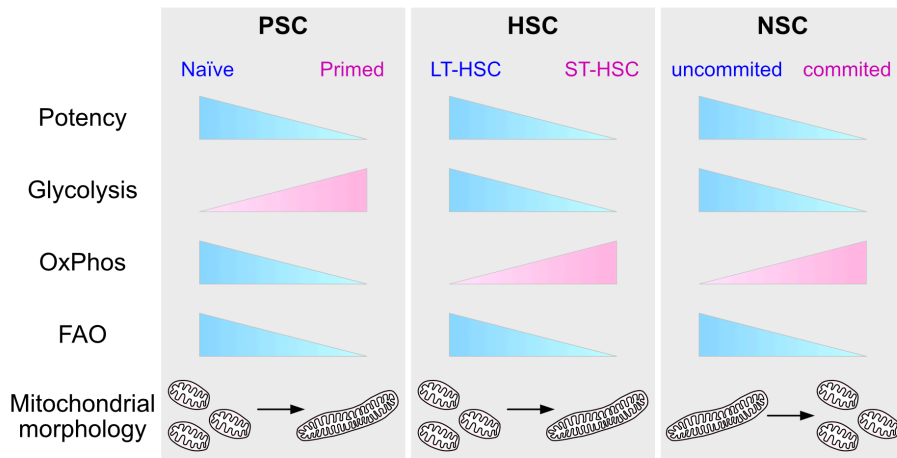 PSC HSC NSC
Naïve Primed LT-HSC ST-HSC uncommited commited
Potency
Glycolysis
OxPhos
FAO
Mitochondrial
morphology